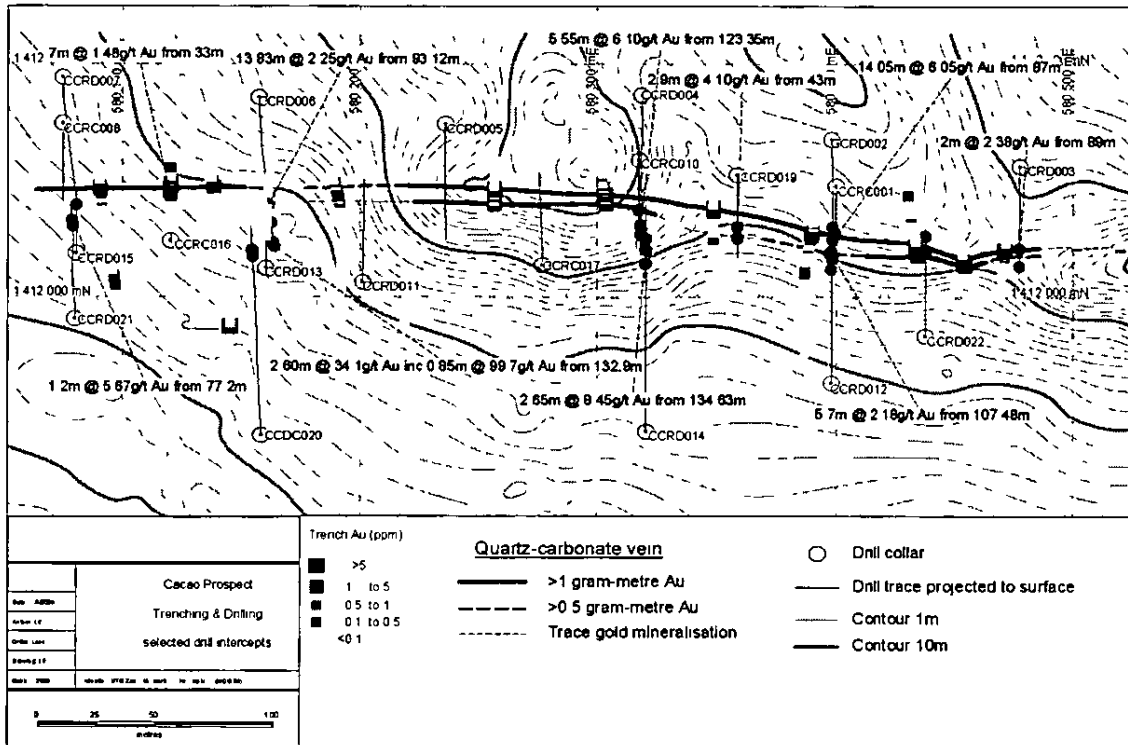 5 55m @ 6 10g/t Au from 123 35m
7m @ 1 48g/t Au from 33m
13 83m @ 2 25g/t Au from 93 12m
14 05m @ 6 05g/t Au from 87m
2 9m @ 4 10g/t Au from 43m
2m @ 2 38g/t Au from 89m
1 412
580 200
580 300 mE
CCRD007
CCRC008
CCRD006
CCRD005
CCRD004
CCRC010
CCRD019
CCRD002
CCRC001
CCRD003
CCRC016
CCRD015
CCRD013
CCRD011
CCRC017
1 412 000 mN
1 412 000 mN
CCRD021
CCRD022
CCRD012
CCDC020
CCRD014
2 60m @ 34 1g/t Au inc 0 85m @ 99 7g/t Au from 132.9m
1 2m @ 5 67g/t Au from 77 2m
2 65m @ 8 45g/t Au from 134 63m
5 7m @ 2 18g/t Au from 107 48m
Cacao Prospect
Trenching & Drilling
selected drill intercepts
0 25 50 100
metres
Trench Au (ppm)
>5
1 to 5
0 5 to 1
0 1 to 0 5
<0 1
Quartz-carbonate vein
>1 gram-metre Au
>0 5 gram-metre Au
Trace gold mineralisation
Drill collar
Drill trace projected to surface
Contour 1m
Contour 10m